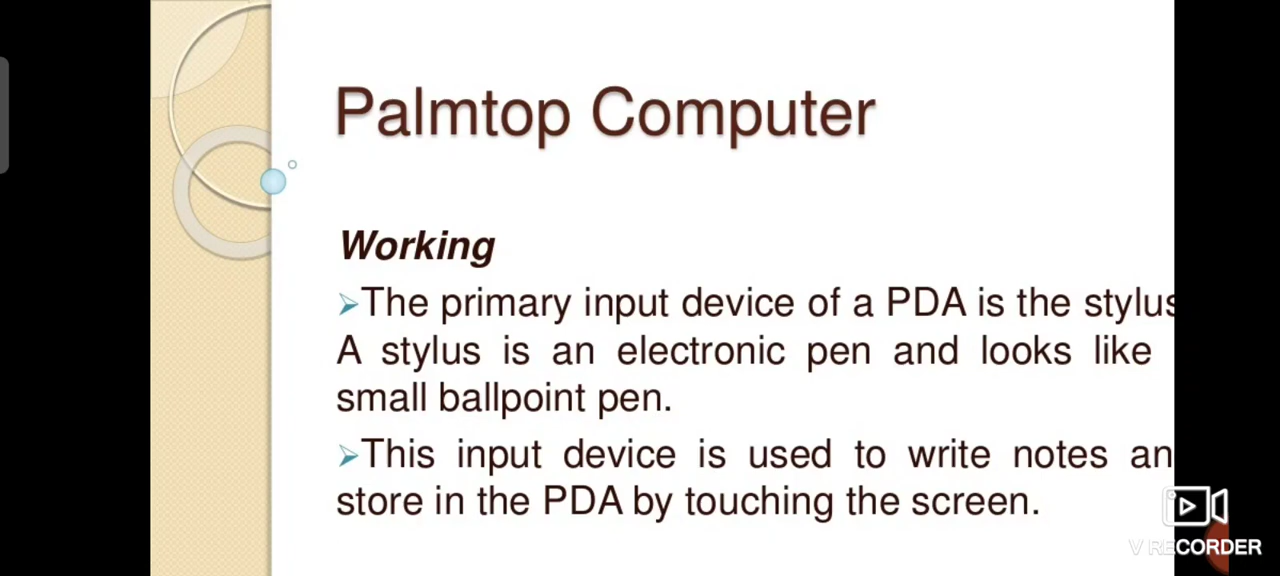 Palmtop Computer
Working
➢The primary input device of a PDA is the stylus
A stylus is an electronic pen and looks like
small ballpoint pen.
➢This input device is used to write notes an
store in the PDA by touching the screen.
V RECORDER